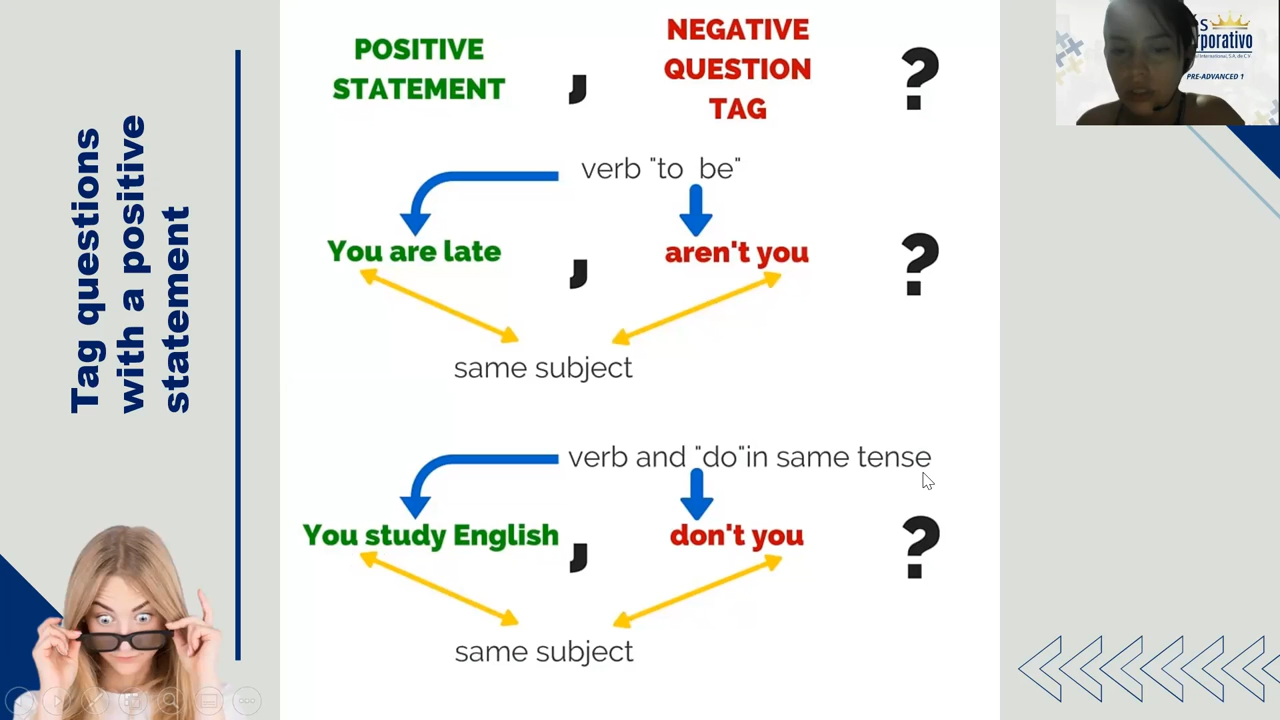 Tag questions
with a positive
statement
POSITIVE
STATEMENT
,
NEGATIVE
QUESTION
TAG
?
verb "to be"
You are late
,
aren't you
?
same subject
verb and "do"in same tense
You study English
,
don't you
?
same subject
PRE-ADVANCED 1